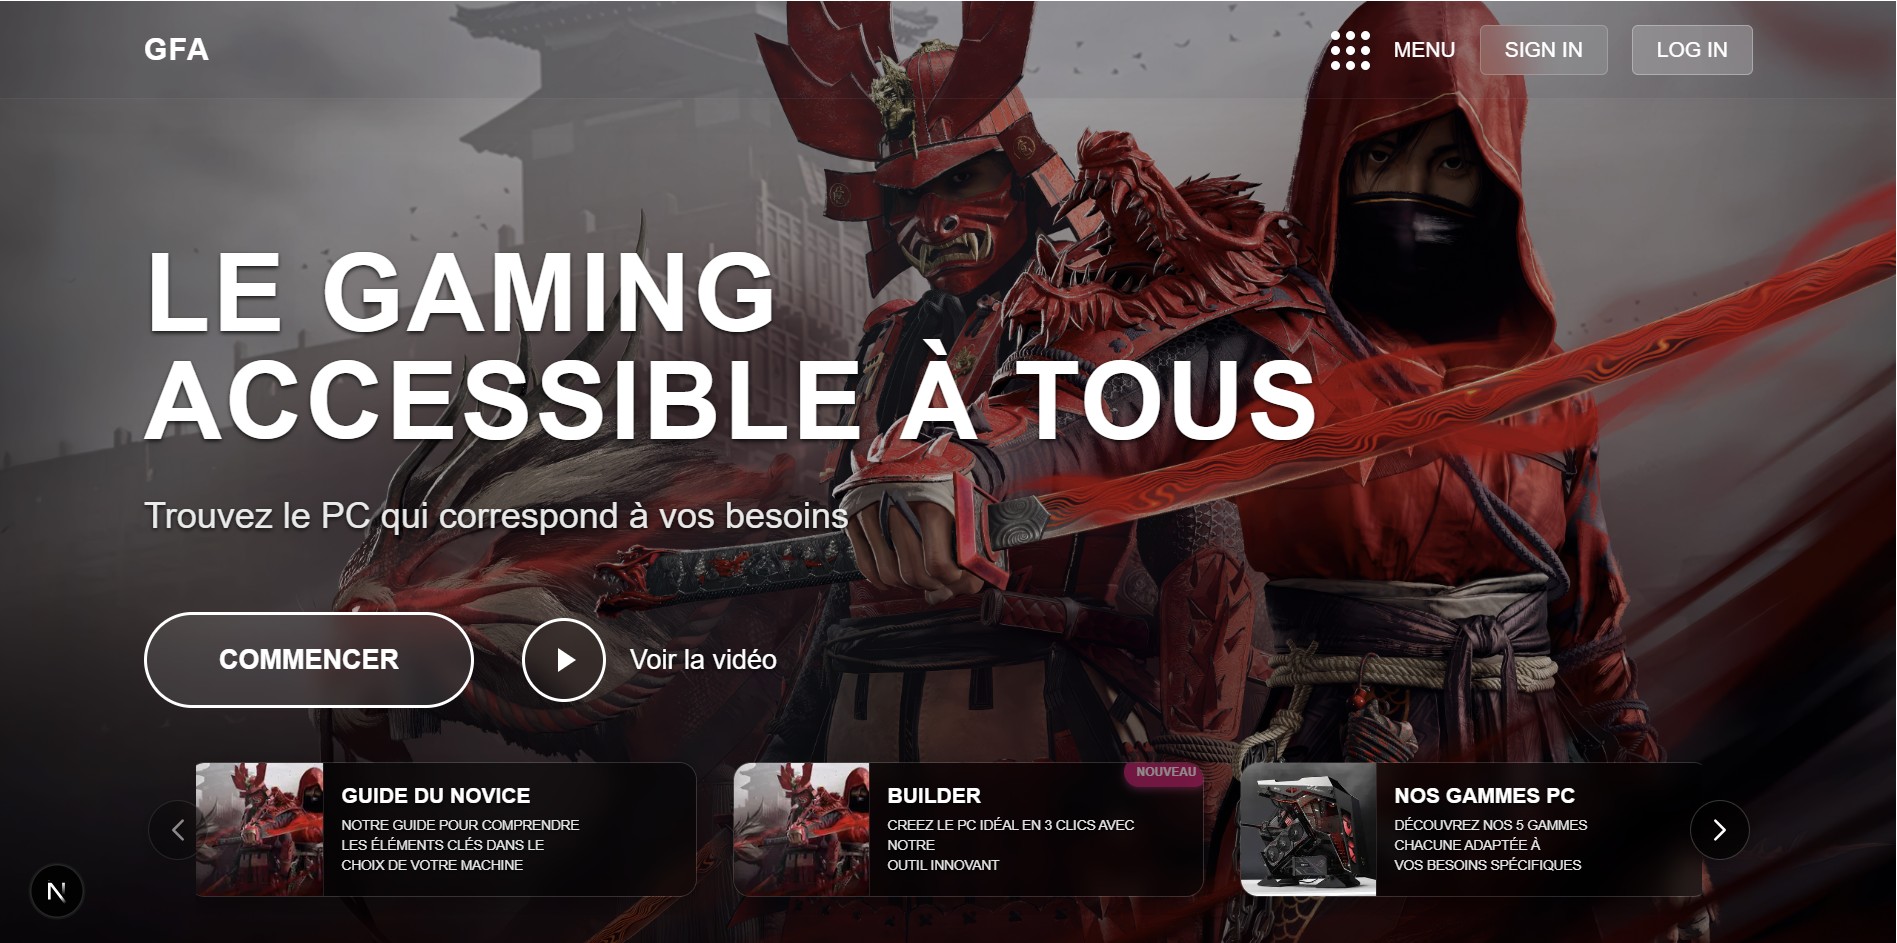 GFA
MENU
SIGN IN
LOG IN
LE GAMING
ACCESSIBLE À TOUS
Trouvez le PC qui correspond à vos besoins
COMMENCER
Voir la vidéo
GUIDE DU NOVICE
NOTRE GUIDE POUR COMPRENDRE
LES ÉLÉMENTS CLÉS DANS LE
CHOIX DE VOTRE MACHINE
NOUVEAU
BUILDER
CREEZ LE PC IDÉAL EN 3 CLICS AVEC
NOTRE
OUTIL INNOVANT
NOS GAMMES PC
DÉCOUVREZ NOS 5 GAMMES
CHACUNE ADAPTÉE À
VOS BESOINS SPÉCIFIQUES
N